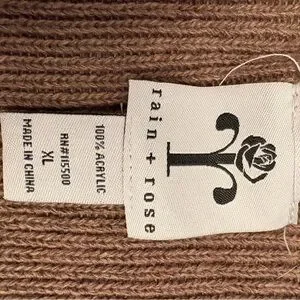 rain + rose
100% ACRYLIC
RN#115500
XL
MADE IN CHINA